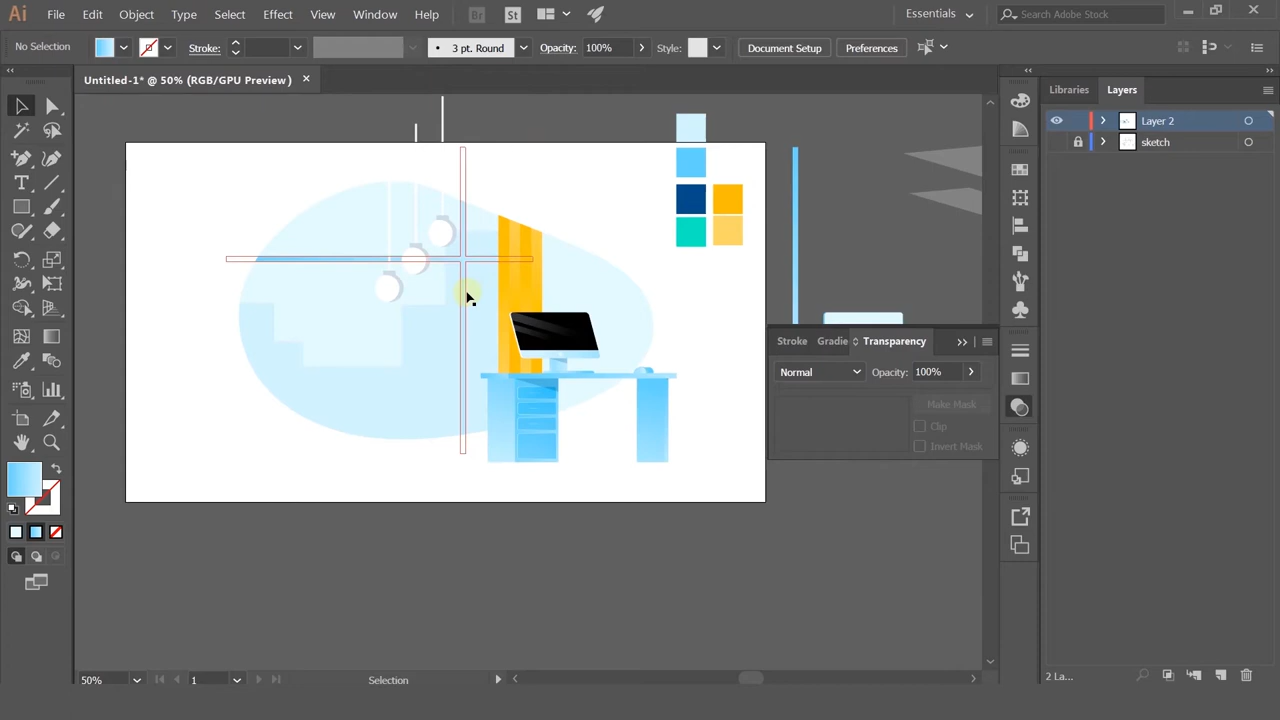 Ai File Edit Object Type Select Effect View Window Help Br St Essentials Search Adobe Stock
No Selection Stroke: 3 pt. Round Opacity: 100% Style: Document Setup Preferences
Untitled-1* @ 50% (RGB/GPU Preview)
Libraries Layers
Layer 2
sketch
Stroke Gradie Transparency
Normal Opacity: 100%
Make Mask
Clip
Invert Mask
2 La...
50% 1 Selection